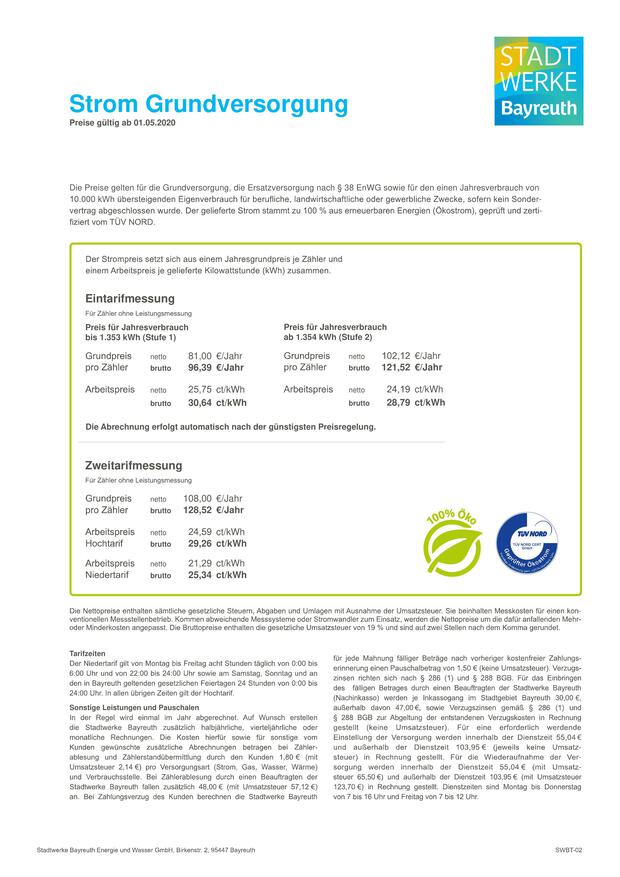 STADT
WERKE
Bayreuth
Strom Grundversorgung
Preise gültig ab 01.05.2020
Die Preise gelten für die Grundversorgung, die Ersatzversorgung nach § 38 EnWG sowie für den einen Jahresverbrauch von
10.000 kWh übersteigenden Eigenverbrauch für berufliche, landwirtschaftliche oder gewerbliche Zwecke, sofern kein Sonder-
vertrag abgeschlossen wurde. Der gelieferte Strom stammt zu 100 % aus erneuerbaren Energien (Ökostrom), geprüft und zerti-
fiziert vom TÜV NORD.
Der Strompreis setzt sich aus einem Jahresgrundpreis je Zähler und
einem Arbeitspreis je gelieferte Kilowattstunde (kWh) zusammen.
Eintarifmessung
Für Zähler ohne Leistungsmessung
Preis für Jahresverbrauch
bis 1.353 kWh (Stufe 1)
Grundpreis netto 81,00 €/Jahr
pro Zähler brutto 96,39 €/Jahr
Arbeitspreis netto 25,75 ct/kWh
brutto 30,64 ct/kWh
Preis für Jahresverbrauch
ab 1.354 kWh (Stufe 2)
Grundpreis netto 102,12 €/Jahr
pro Zähler brutto 121,52 €/Jahr
Arbeitspreis netto 24,19 ct/kWh
brutto 28,79 ct/kWh
Die Abrechnung erfolgt automatisch nach der günstigsten Preisregelung.
Zweitarifmessung
Für Zähler ohne Leistungsmessung
Grundpreis netto 108,00 €/Jahr
pro Zähler brutto 128,52 €/Jahr
Arbeitspreis netto 24,59 ct/kWh
Hochtarif brutto 29,26 ct/kWh
Arbeitspreis netto 21,29 ct/kWh
Niedertarif brutto 25,34 ct/kWh
100% Öko
TÜV NORD
TÜV NORD CERT
GmbH
Geprüfter Ökostrom
Die Nettopreise enthalten sämtliche gesetzliche Steuern, Abgaben und Umlagen mit Ausnahme der Umsatzsteuer. Sie beinhalten Messkosten für einen kon-
ventionellen Messstellenbetrieb. Kommen abweichende Messsysteme oder Stromwandler zum Einsatz, werden die Nettopreise um die dafür anfallenden Mehr-
oder Minderkosten angepasst. Die Bruttopreise enthalten die gesetzliche Umsatzsteuer von 19 % und sind auf zwei Stellen nach dem Komma gerundet.
Tarifzeiten
Der Niedertarif gilt von Montag bis Freitag acht Stunden täglich von 0:00 bis
6:00 Uhr und von 22:00 bis 24:00 Uhr sowie am Samstag, Sonntag und an
den in Bayreuth geltenden gesetzlichen Feiertagen 24 Stunden von 0:00 bis
24:00 Uhr. In allen übrigen Zeiten gilt der Hochtarif.
Sonstige Leistungen und Pauschalen
In der Regel wird einmal im Jahr abgerechnet. Auf Wunsch erstellen
die Stadtwerke Bayreuth zusätzlich halbjährliche, vierteljährliche oder
monatliche Rechnungen. Die Kosten hierfür sowie für sonstige vom
Kunden gewünschte zusätzliche Abrechnungen betragen bei Zähler-
ablesung und Zählerstandübermittlung durch den Kunden 1,80 € (mit
Umsatzsteuer 2,14 €) pro Versorgungsart (Strom, Gas, Wasser, Wärme)
und Verbrauchsstelle. Bei Zählerablesung durch einen Beauftragten der
Stadtwerke Bayreuth fallen zusätzlich 48,00 € (mit Umsatzsteuer 57,12 €)
an. Bei Zahlungsverzug des Kunden berechnen die Stadtwerke Bayreuth
für jede Mahnung fälliger Beträge nach vorheriger kostenfreier Zahlungs-
erinnerung einen Pauschalbetrag von 1,50 € (keine Umsatzsteuer). Verzugs-
zinsen richten sich nach § 286 (1) und § 288 BGB. Für das Einbringen
des fälligen Betrages durch einen Beauftragten der Stadtwerke Bayreuth
(Nachinkasso) werden je Inkassogang im Stadtgebiet Bayreuth 30,00 €,
außerhalb davon 47,00 €, sowie Verzugszinsen gemäß § 286 (1) und
§ 288 BGB zur Abgeltung der entstandenen Verzugskosten in Rechnung
gestellt (keine Umsatzsteuer). Für eine erforderlich werdende
Einstellung der Versorgung werden innerhalb der Dienstzeit 55,04 €
und außerhalb der Dienstzeit 103,95 € (jeweils keine Umsatz-
steuer) in Rechnung gestellt. Für die Wiederaufnahme der Ver-
sorgung werden innerhalb der Dienstzeit 55,04 € (mit Umsatz-
steuer 65,50 €) und außerhalb der Dienstzeit 103,95 € (mit Umsatzsteuer
123,70 €) in Rechnung gestellt. Dienstzeiten sind Montag bis Donnerstag
von 7 bis 16 Uhr und Freitag von 7 bis 12 Uhr.
Stadtwerke Bayreuth Energie und Wasser GmbH, Birkenstr. 2, 95447 Bayreuth
SWBT-02